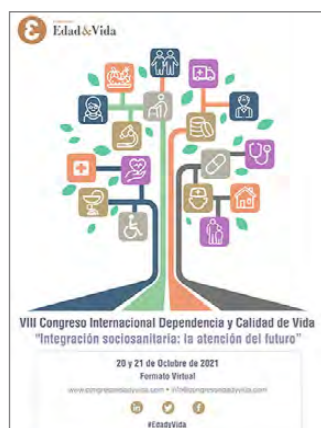 Edad&Vida
VIII Congreso Internacional Dependencia y Calidad de Vida
"Integración sociosanitaria: la atención del futuro"
20 y 21 de Octubre de 2021
Formato Virtual
www.congresoedadyvida.com • info@congresoedadyvida.com
#EdadyVida